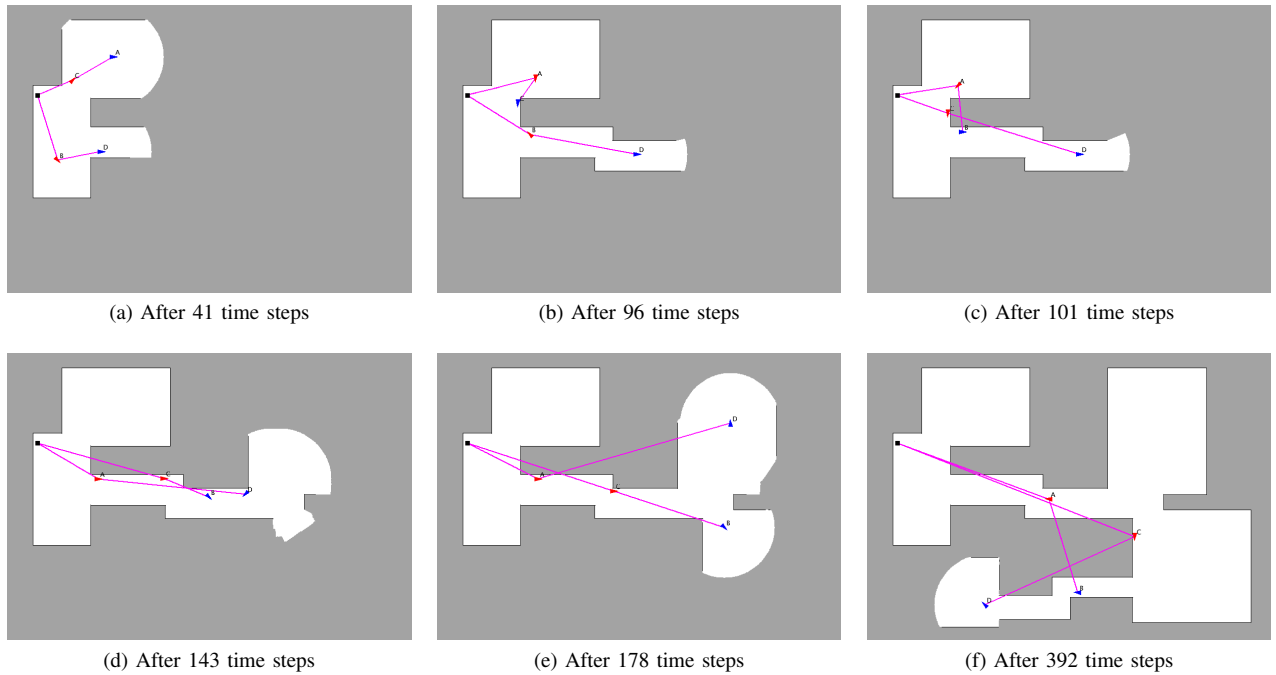 A
C
B
D
(a) After 41 time steps
A
C
B
D
(b) After 96 time steps
A
C
B
D
(c) After 101 time steps
A
C
B
D
(d) After 143 time steps
D
A
C
B
(e) After 178 time steps
A
C
B
D
(f) After 392 time steps